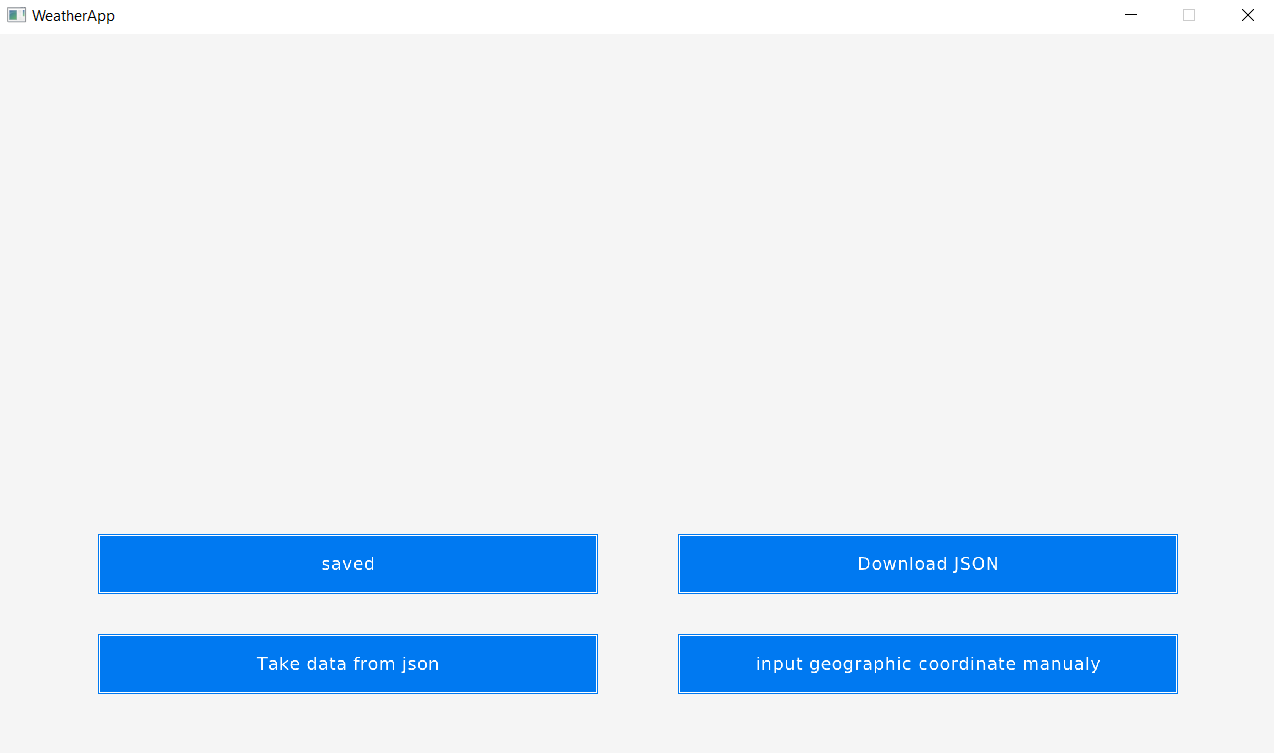 WeatherApp
saved
Download JSON
Take data from json
input geographic coordinate manualy